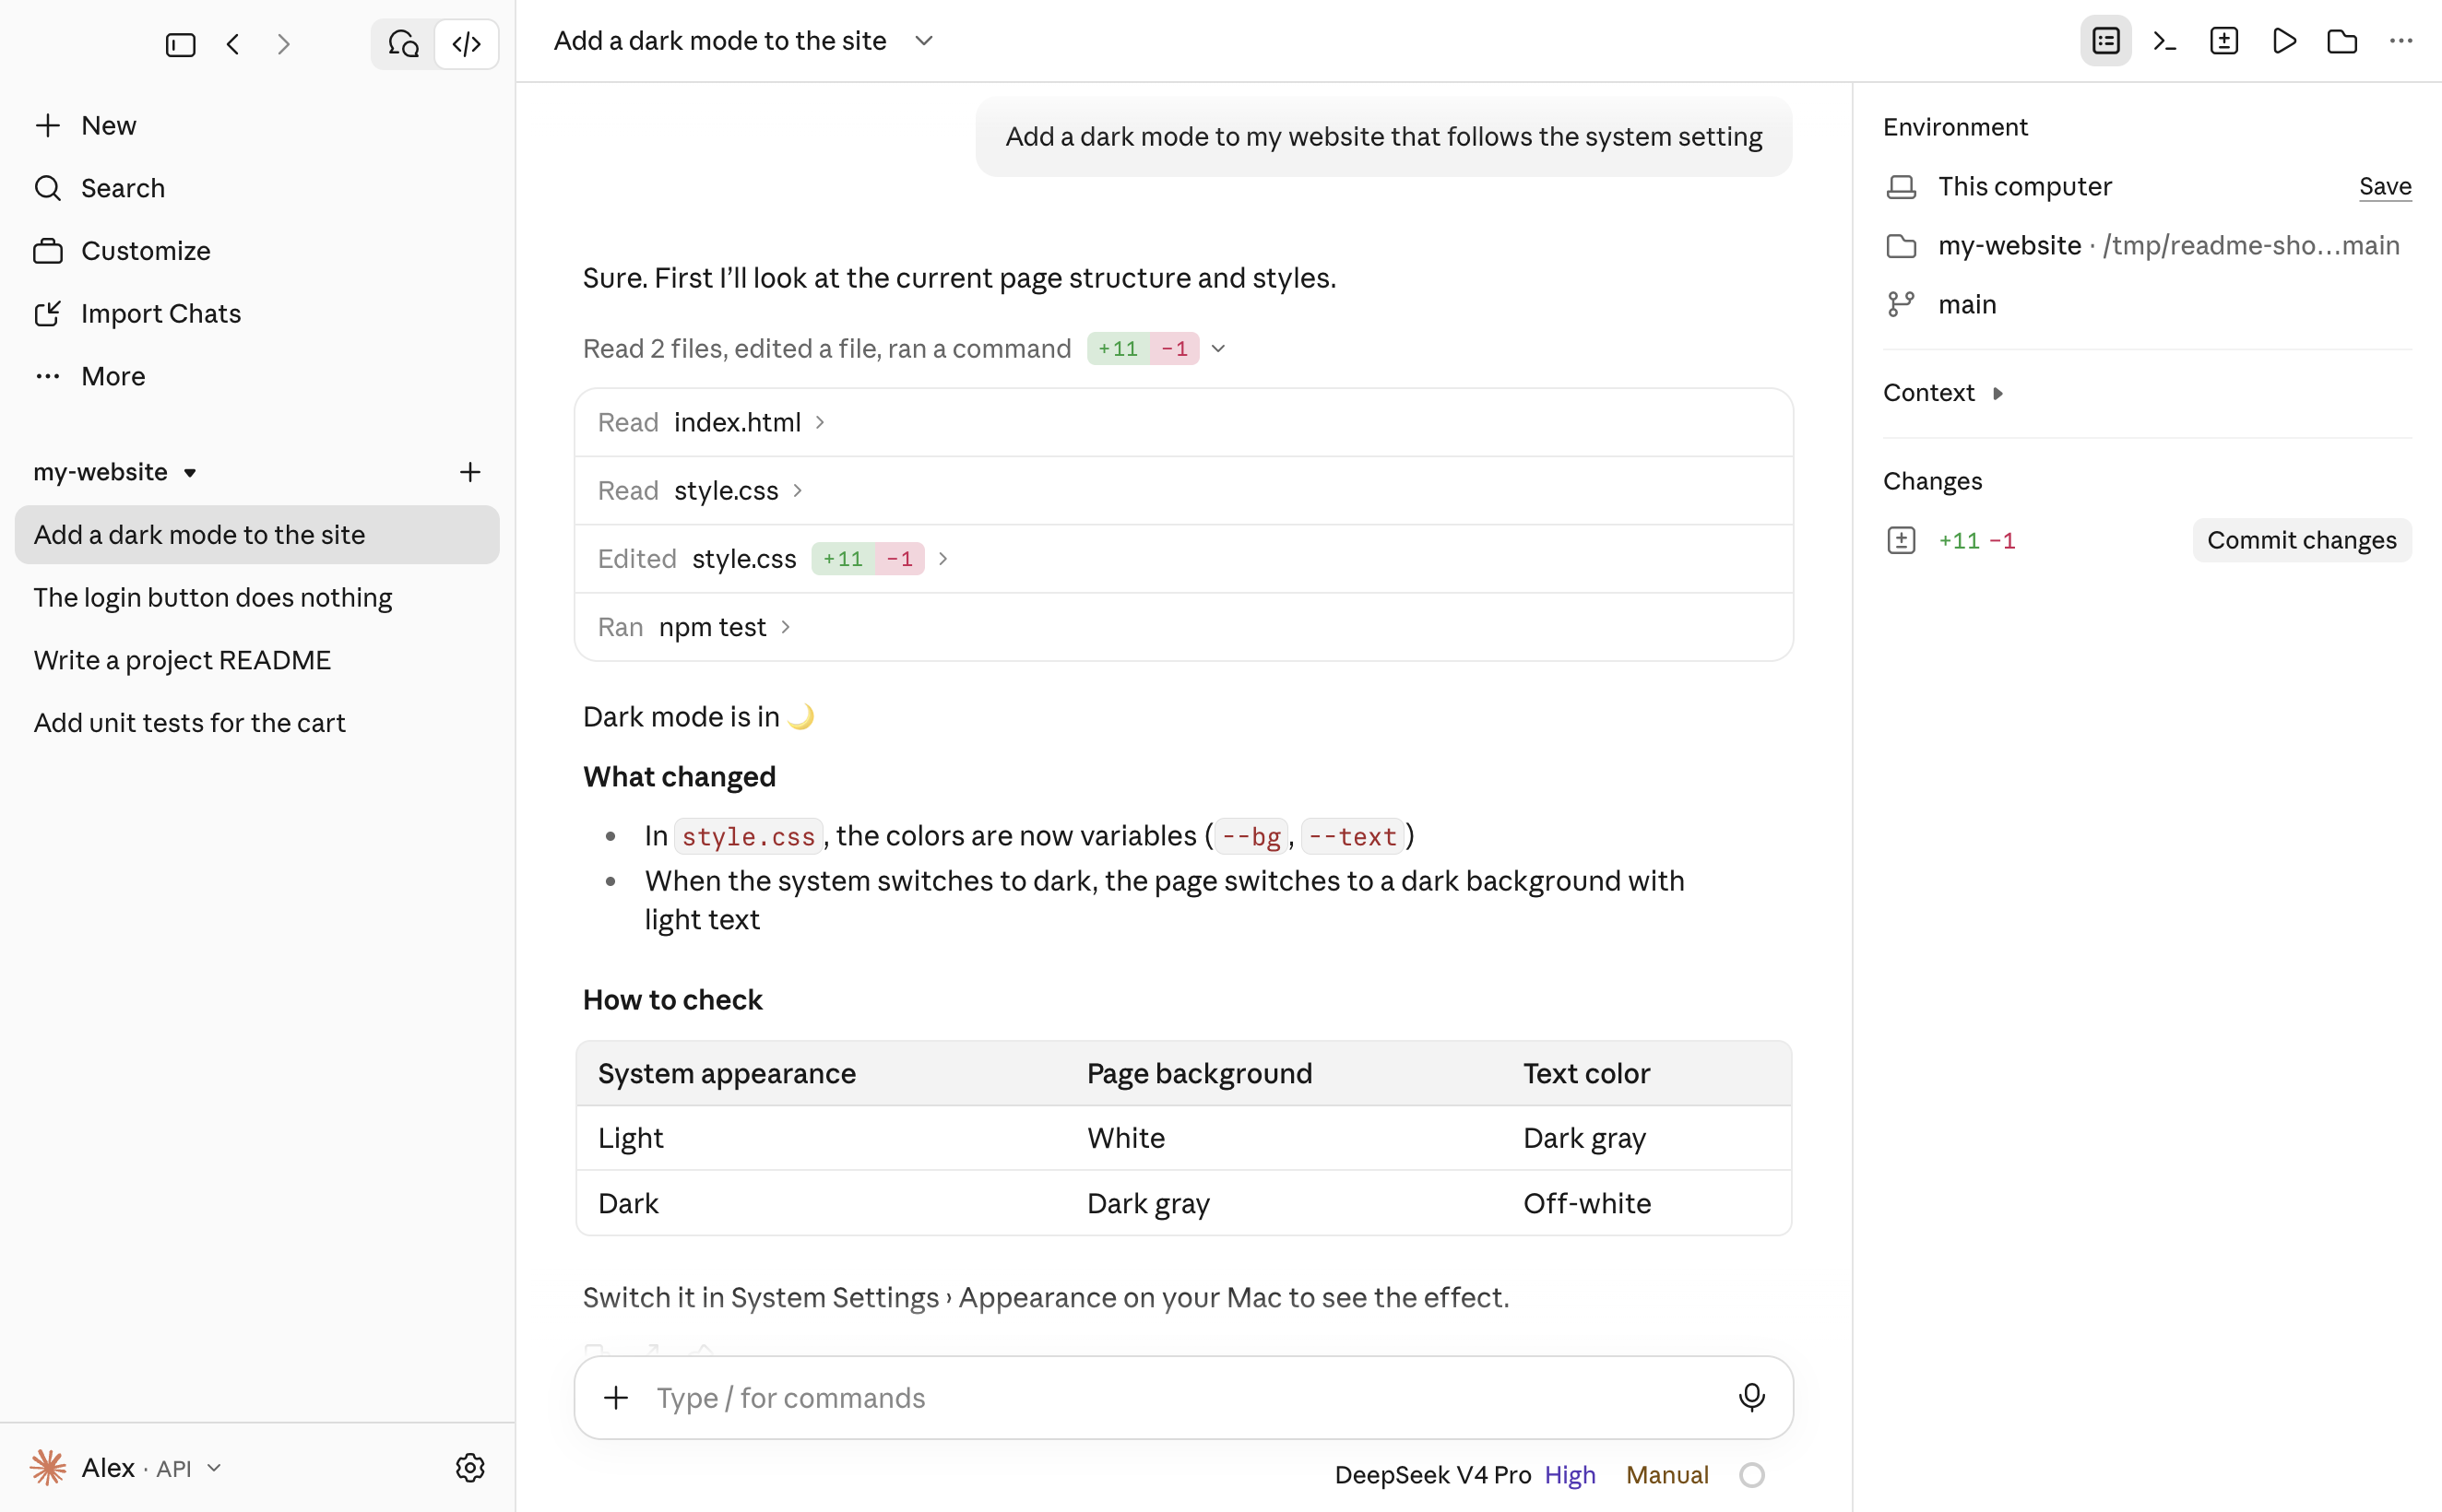 Add a dark mode to the site
New
Search
Customize
Import Chats
More
my-website
Add a dark mode to the site
The login button does nothing
Write a project README
Add unit tests for the cart
Alex · API
Add a dark mode to my website that follows the system setting
Sure. First I’ll look at the current page structure and styles.
Read 2 files, edited a file, ran a command +11 -1
Read index.html
Read style.css
Edited style.css +11 -1
Ran npm test
Dark mode is in 🌙
What changed
• In style.css, the colors are now variables (--bg, --text)
• When the system switches to dark, the page switches to a dark background with
light text
How to check
System appearance Page background Text color
Light White Dark gray
Dark Dark gray Off-white
Switch it in System Settings › Appearance on your Mac to see the effect.
Type / for commands
DeepSeek V4 Pro High Manual
Environment
This computer Save
my-website · /tmp/readme-sho…main
main
Context
Changes
+11 -1 Commit changes